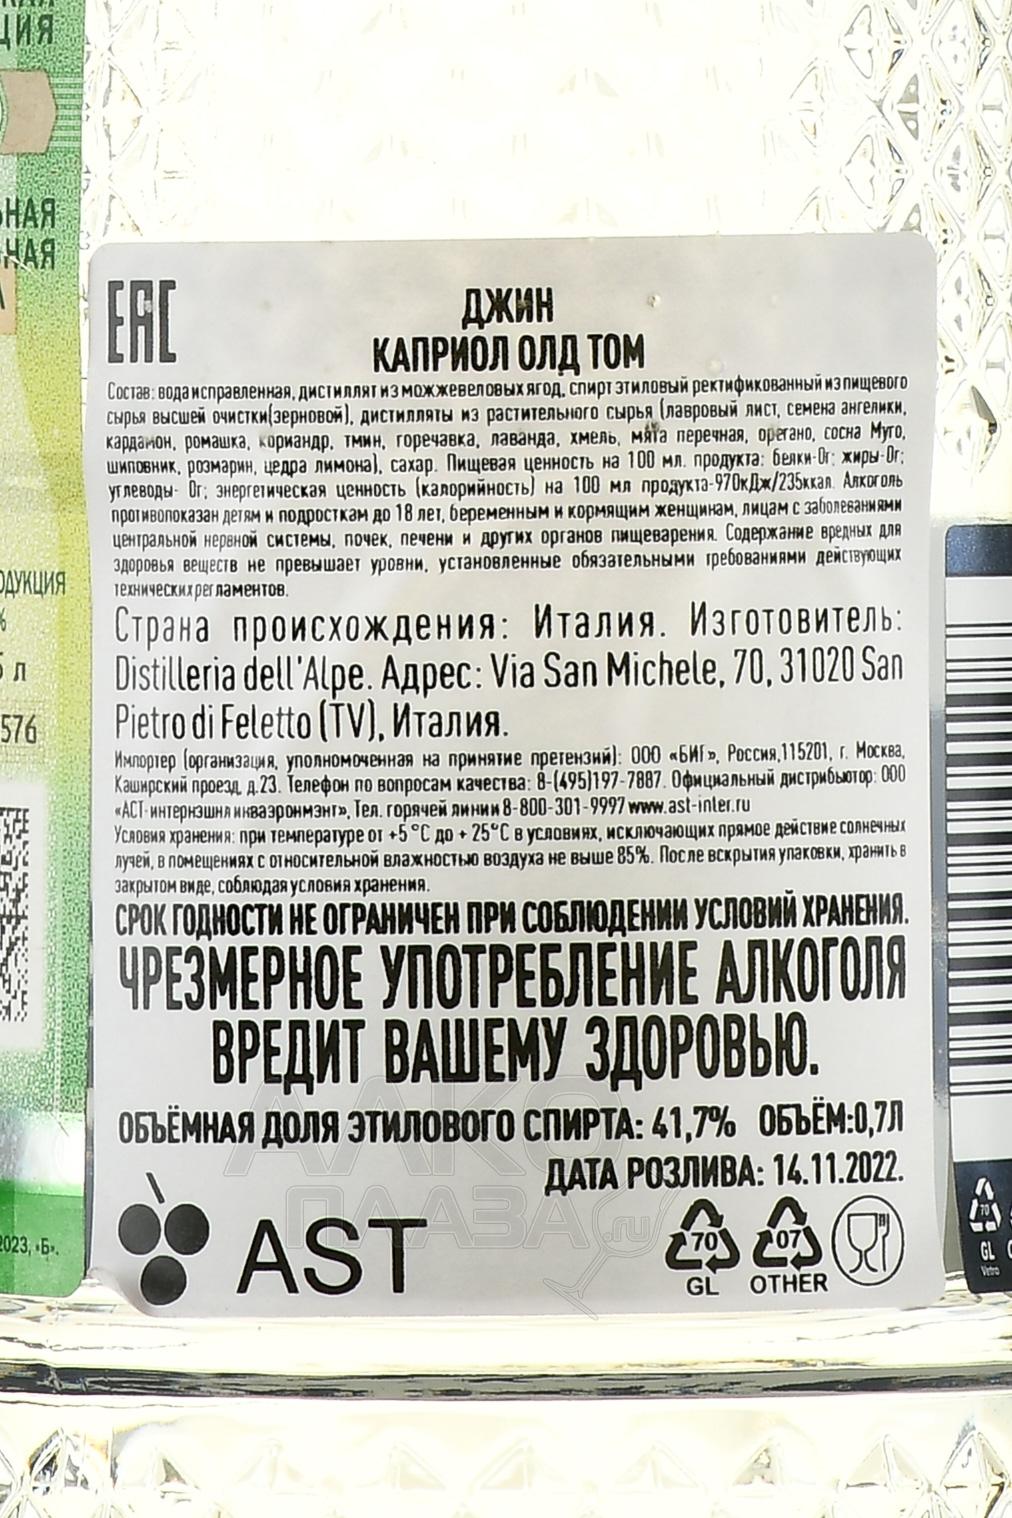 ЦИЯ
ЬНАЯ
ЬНАЯ
А
ОДУКЦИЯ
%
5 л
576
2023, «Б».
ЕАС
ДЖИН
КАПРИОЛ ОЛД ТОМ
Состав: вода исправленная, дистиллят из можжевеловых ягод, спирт этиловый ректификованный из пищевого
сырья высшей очистки(зерновой), дистилляты из растительного сырья (лавровый лист, семена ангелики,
кардамон, ромашка, кориандр, тмин, горечавка, лаванда, хмель, мята перечная, орегано, сосна Муго,
шиповник, розмарин, цедра лимона), сахар. Пищевая ценность на 100 мл. продукта: белки-0г; жиры-0г;
углеводы- 0г; энергетическая ценность (калорийность) на 100 мл продукта-970кДж/235ккал. Алкоголь
противопоказан детям и подросткам до 18 лет, беременным и кормящим женщинам, лицам с заболеваниями
центральной нервной системы, почек, печени и других органов пищеварения. Содержание вредных для
здоровья веществ не превышает уровни, установленные обязательными требованиями действующих
технических регламентов.
Страна происхождения: Италия. Изготовитель:
Distilleria dell'Alpe. Адрес: Via San Michele, 70, 31020 San
Pietro di Feletto (TV), Италия.
Импортер (организация, уполномоченная на принятие претензий): ООО «БИГ», Россия,115201, г. Москва,
Каширский проезд, д.23. Телефон по вопросам качества: 8-(495)197-7887. Официальный дистрибьютор: ООО
«АСТ-интернэшнл инваэронмэнт», Тел. горячей линии 8-800-301-9997 www.ast-inter.ru
Условия хранения: при температуре от +5 °С до + 25°С в условиях, исключающих прямое действие солнечных
лучей, в помещениях с относительной влажностью воздуха не выше 85%. После вскрытия упаковки, хранить в
закрытом виде, соблюдая условия хранения.
СРОК ГОДНОСТИ НЕ ОГРАНИЧЕН ПРИ СОБЛЮДЕНИИ УСЛОВИЙ ХРАНЕНИЯ.
ЧРЕЗМЕРНОЕ УПОТРЕБЛЕНИЕ АЛКОГОЛЯ
ВРЕДИТ ВАШЕМУ ЗДОРОВЬЮ.
ОБЪЁМНАЯ ДОЛЯ ЭТИЛОВОГО СПИРТА: 41,7% ОБЪЁМ:0,7Л
ДАТА РОЗЛИВА: 14.11.2022.
АЛКО
ПЛАЗА.ru
AST
70
GL
07
OTHER
70
GL
Vetro